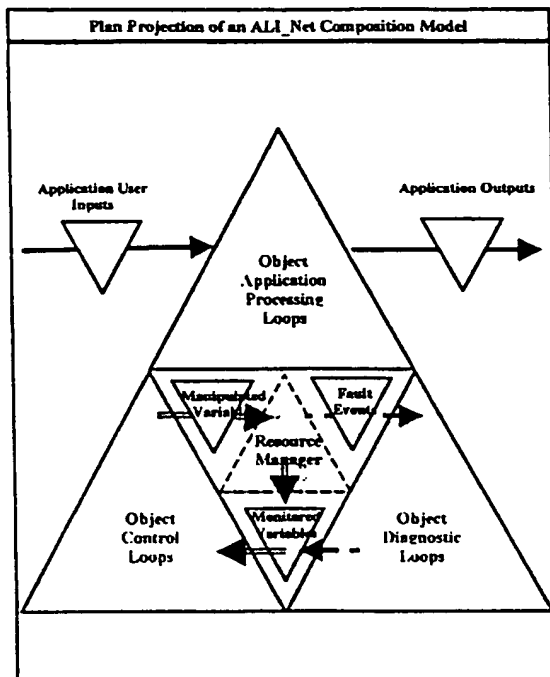 Plan Projection of an ALI_Net Composition Model
Application User
Inputs
Application Outputs
Object
Application
Processing
Loops
Manipulated
Variables
Fault
Events
Resource
Manager
Monitored
Variables
Object
Control
Loops
Object
Diagnostic
Loops